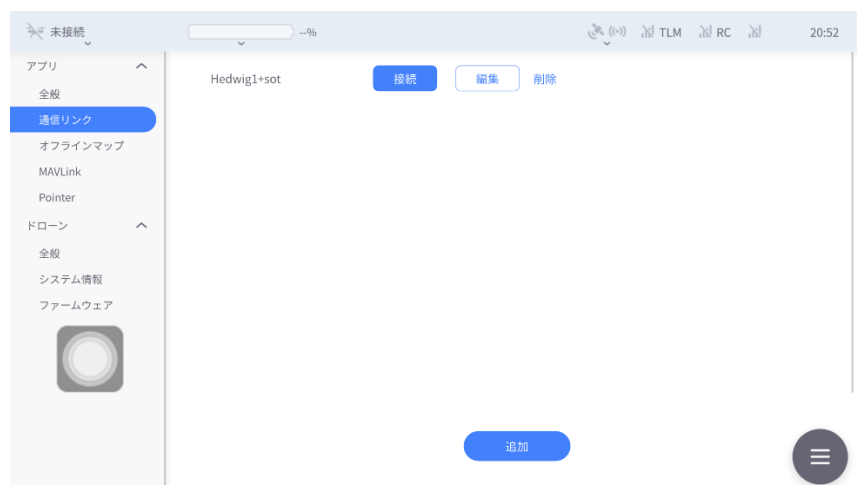 未接続 --% TLM RC 20:52
アプリ
全般
通信リンク
オフラインマップ
MAVLink
Pointer
ドローン
全般
システム情報
ファームウェア
Hedwig1+sot 接続 編集 削除
追加